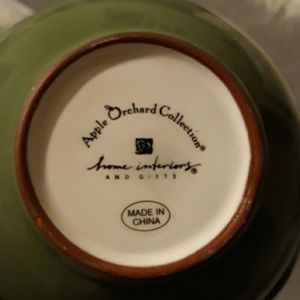 Apple Orchard Collection®
home interiors®
AND GIFTS
MADE IN
CHINA